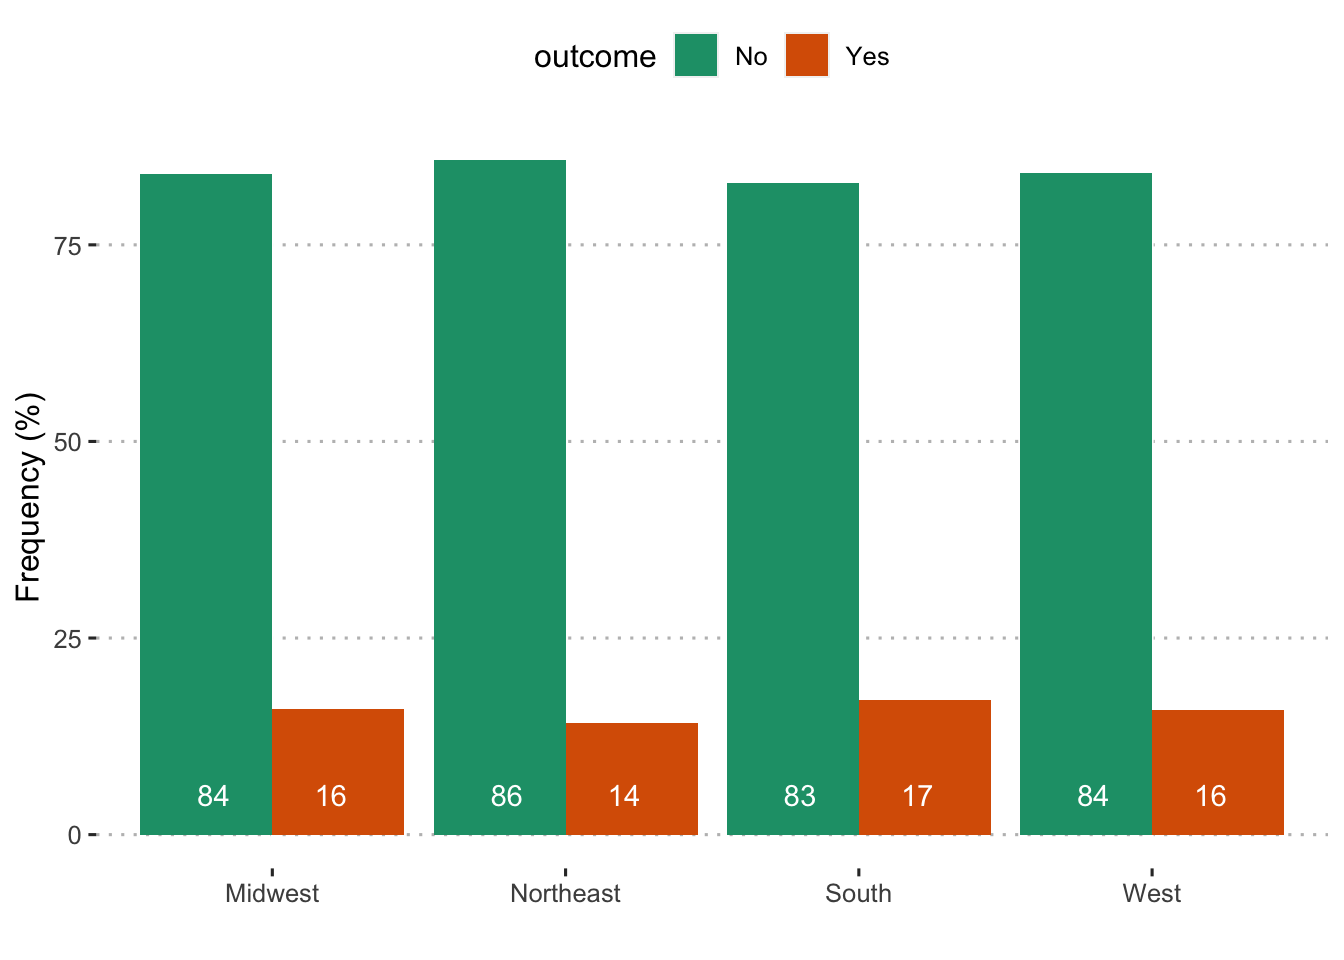 outcome No Yes
Frequency (%)
75
50
25
0
84 16 86 14 83 17 84 16
Midwest Northeast South West